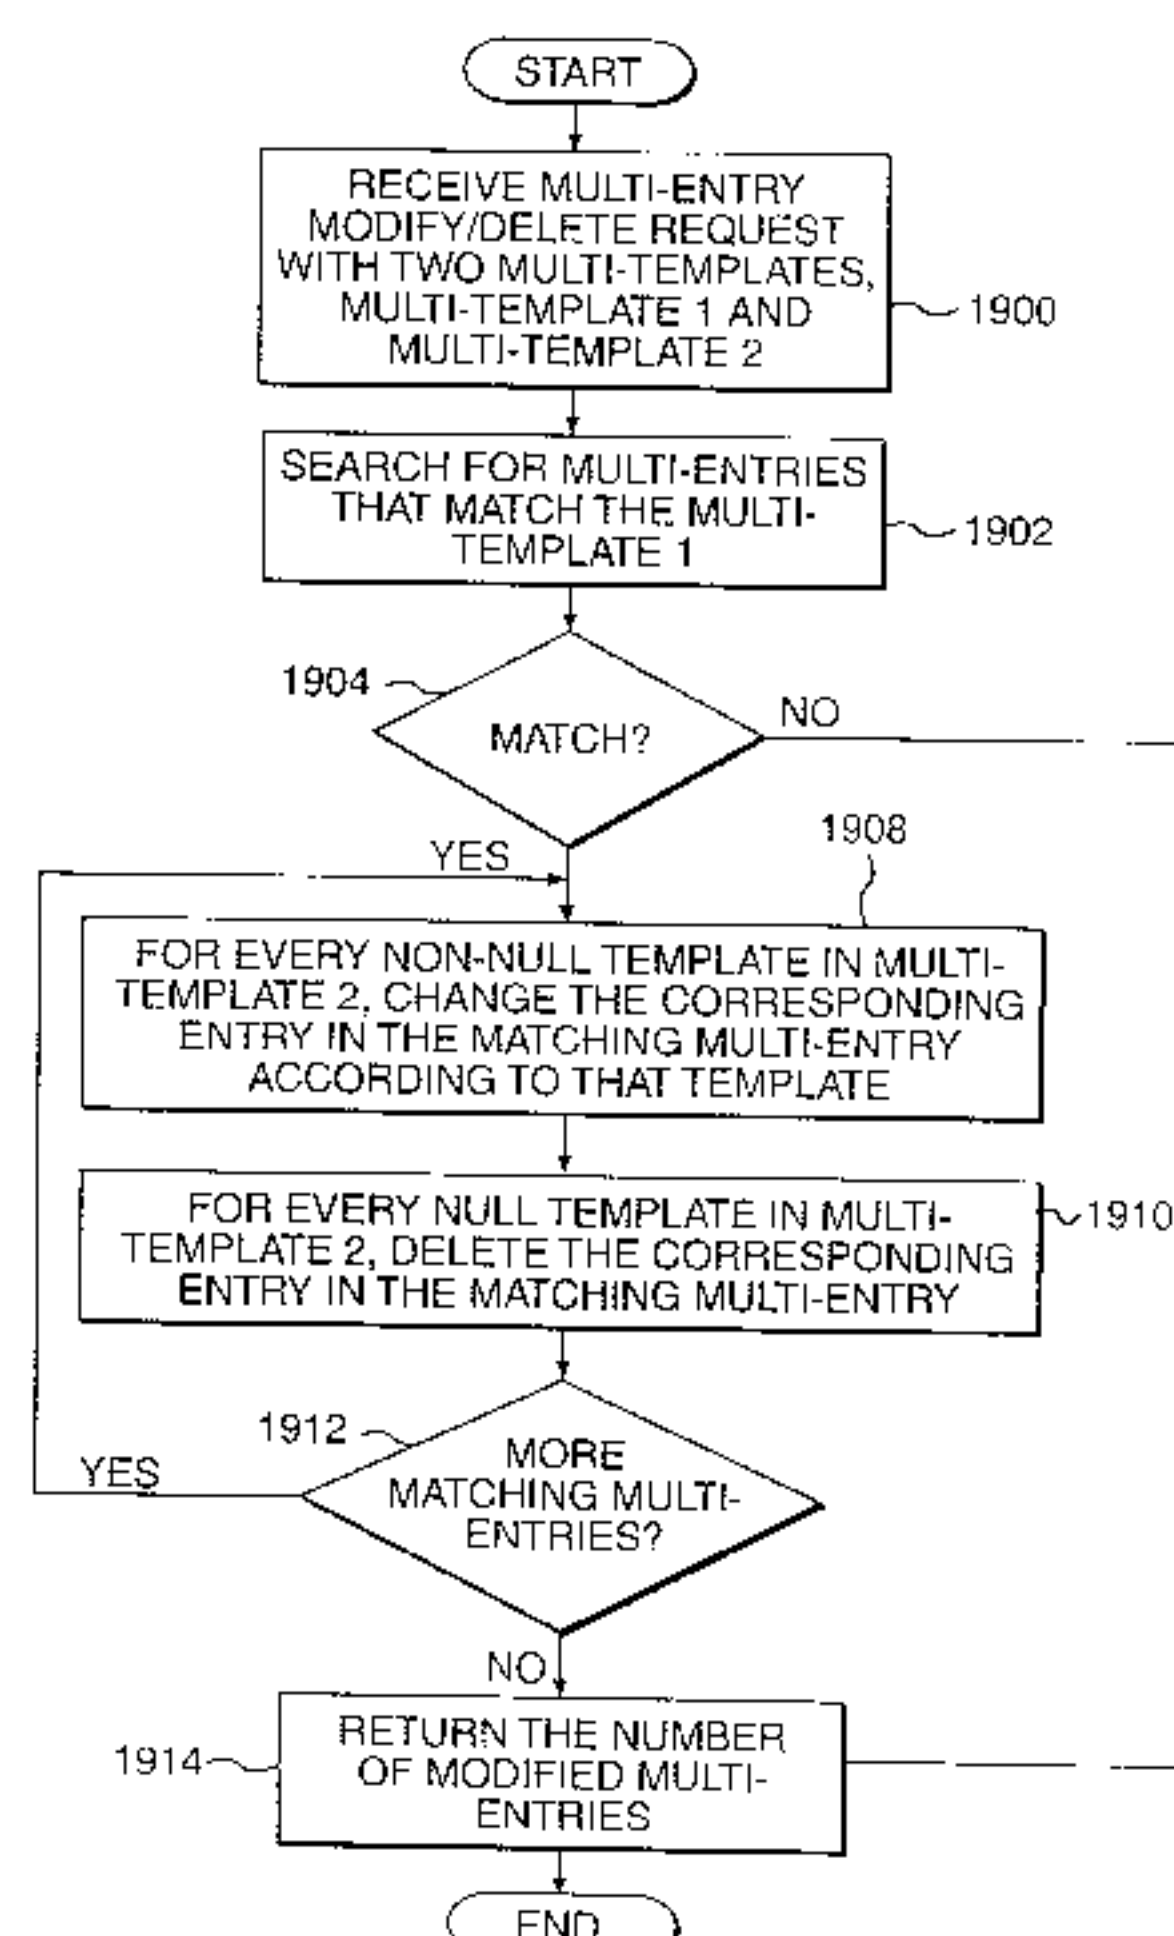 START
RECEIVE MULTI-ENTRY
MODIFY/DELETE REQUEST
WITH TWO MULTI-TEMPLATES,
MULTI-TEMPLATE 1 AND
MULTI-TEMPLATE 2
1900
SEARCH FOR MULTI-ENTRIES
THAT MATCH THE MULTI-
TEMPLATE 1
1902
1904
MATCH?
NO
YES
1908
FOR EVERY NON-NULL TEMPLATE IN MULTI-
TEMPLATE 2, CHANGE THE CORRESPONDING
ENTRY IN THE MATCHING MULTI-ENTRY
ACCORDING TO THAT TEMPLATE
FOR EVERY NULL TEMPLATE IN MULTI-
TEMPLATE 2, DELETE THE CORRESPONDING
ENTRY IN THE MATCHING MULTI-ENTRY
1910
1912
MORE
MATCHING MULTI-
ENTRIES?
YES
NO
RETURN THE NUMBER
OF MODIFIED MULTI-
ENTRIES
1914
END